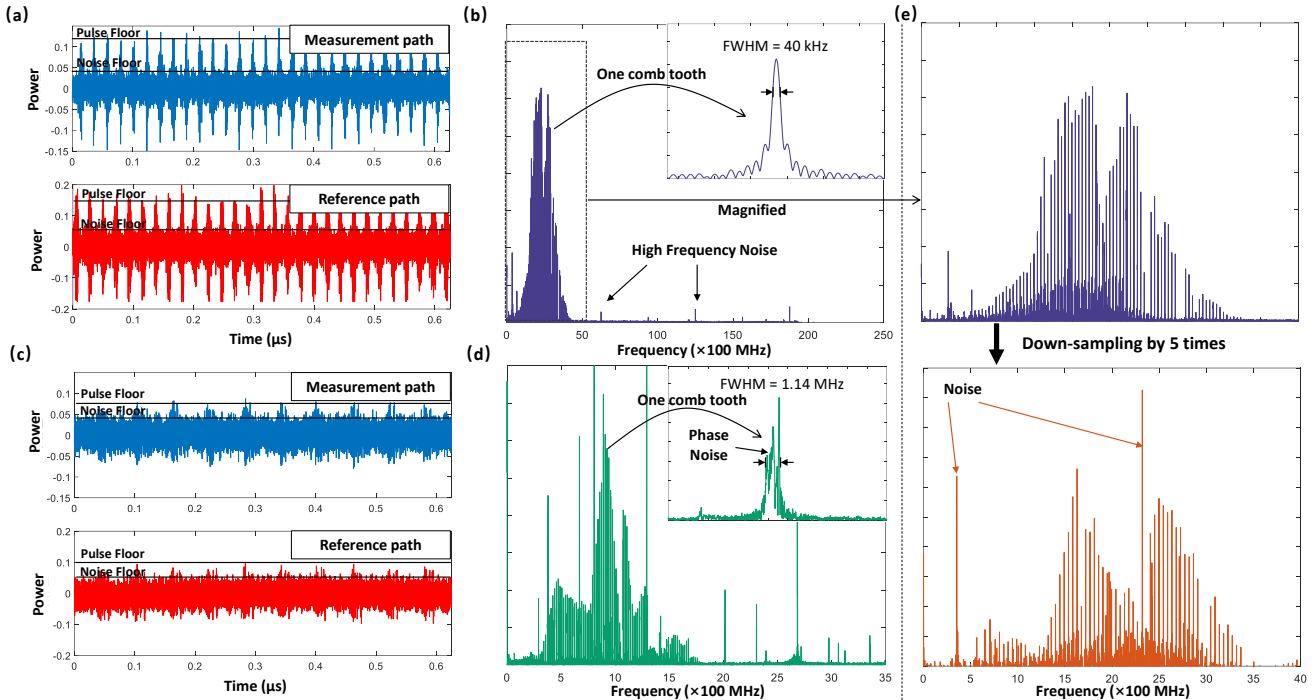 (a)
Pulse Floor
Measurement path
Noise Floor
Power
0.1
0.05
0
-0.05
-0.1
-0.15
0 0.1 0.2 0.3 0.4 0.5 0.6
0.2
Pulse Floor
Reference path
0.1
Noise Floor
Power
0
-0.1
-0.2
0 0.1 0.2 0.3 0.4 0.5 0.6
Time (μs)
(b)
FWHM = 40 kHz
One comb tooth
Magnified
High Frequency Noise
0 50 100 150 200 250
Frequency (×100 MHz)
(e)
Down-sampling by 5 times
Noise
0 5 10 15 20 25 30 35 40
Frequency (×100 MHz)
(c)
0.15
Pulse Floor
Measurement path
0.1
Noise Floor
0.05
Power
0
-0.05
-0.1
-0.15
0 0.1 0.2 0.3 0.4 0.5 0.6
0.2
Pulse Floor
Reference path
0.1
Noise Floor
Power
0
-0.1
-0.2
0 0.1 0.2 0.3 0.4 0.5 0.6
Time (μs)
(d)
FWHM = 1.14 MHz
One comb tooth
Phase
Noise
0 5 10 15 20 25 30 35
Frequency (×100 MHz)